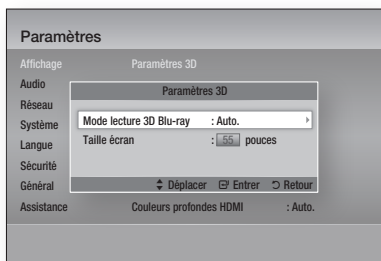 Paramètres
Affichage Paramètres 3D
Audio
Paramètres 3D
Réseau
Système
Mode lecture 3D Blu-ray : Auto.
Langue
Taille écran : 55 pouces
Sécurité
Général
Déplacer Entrer Retour
Assistance Couleurs profondes HDMI : Auto.